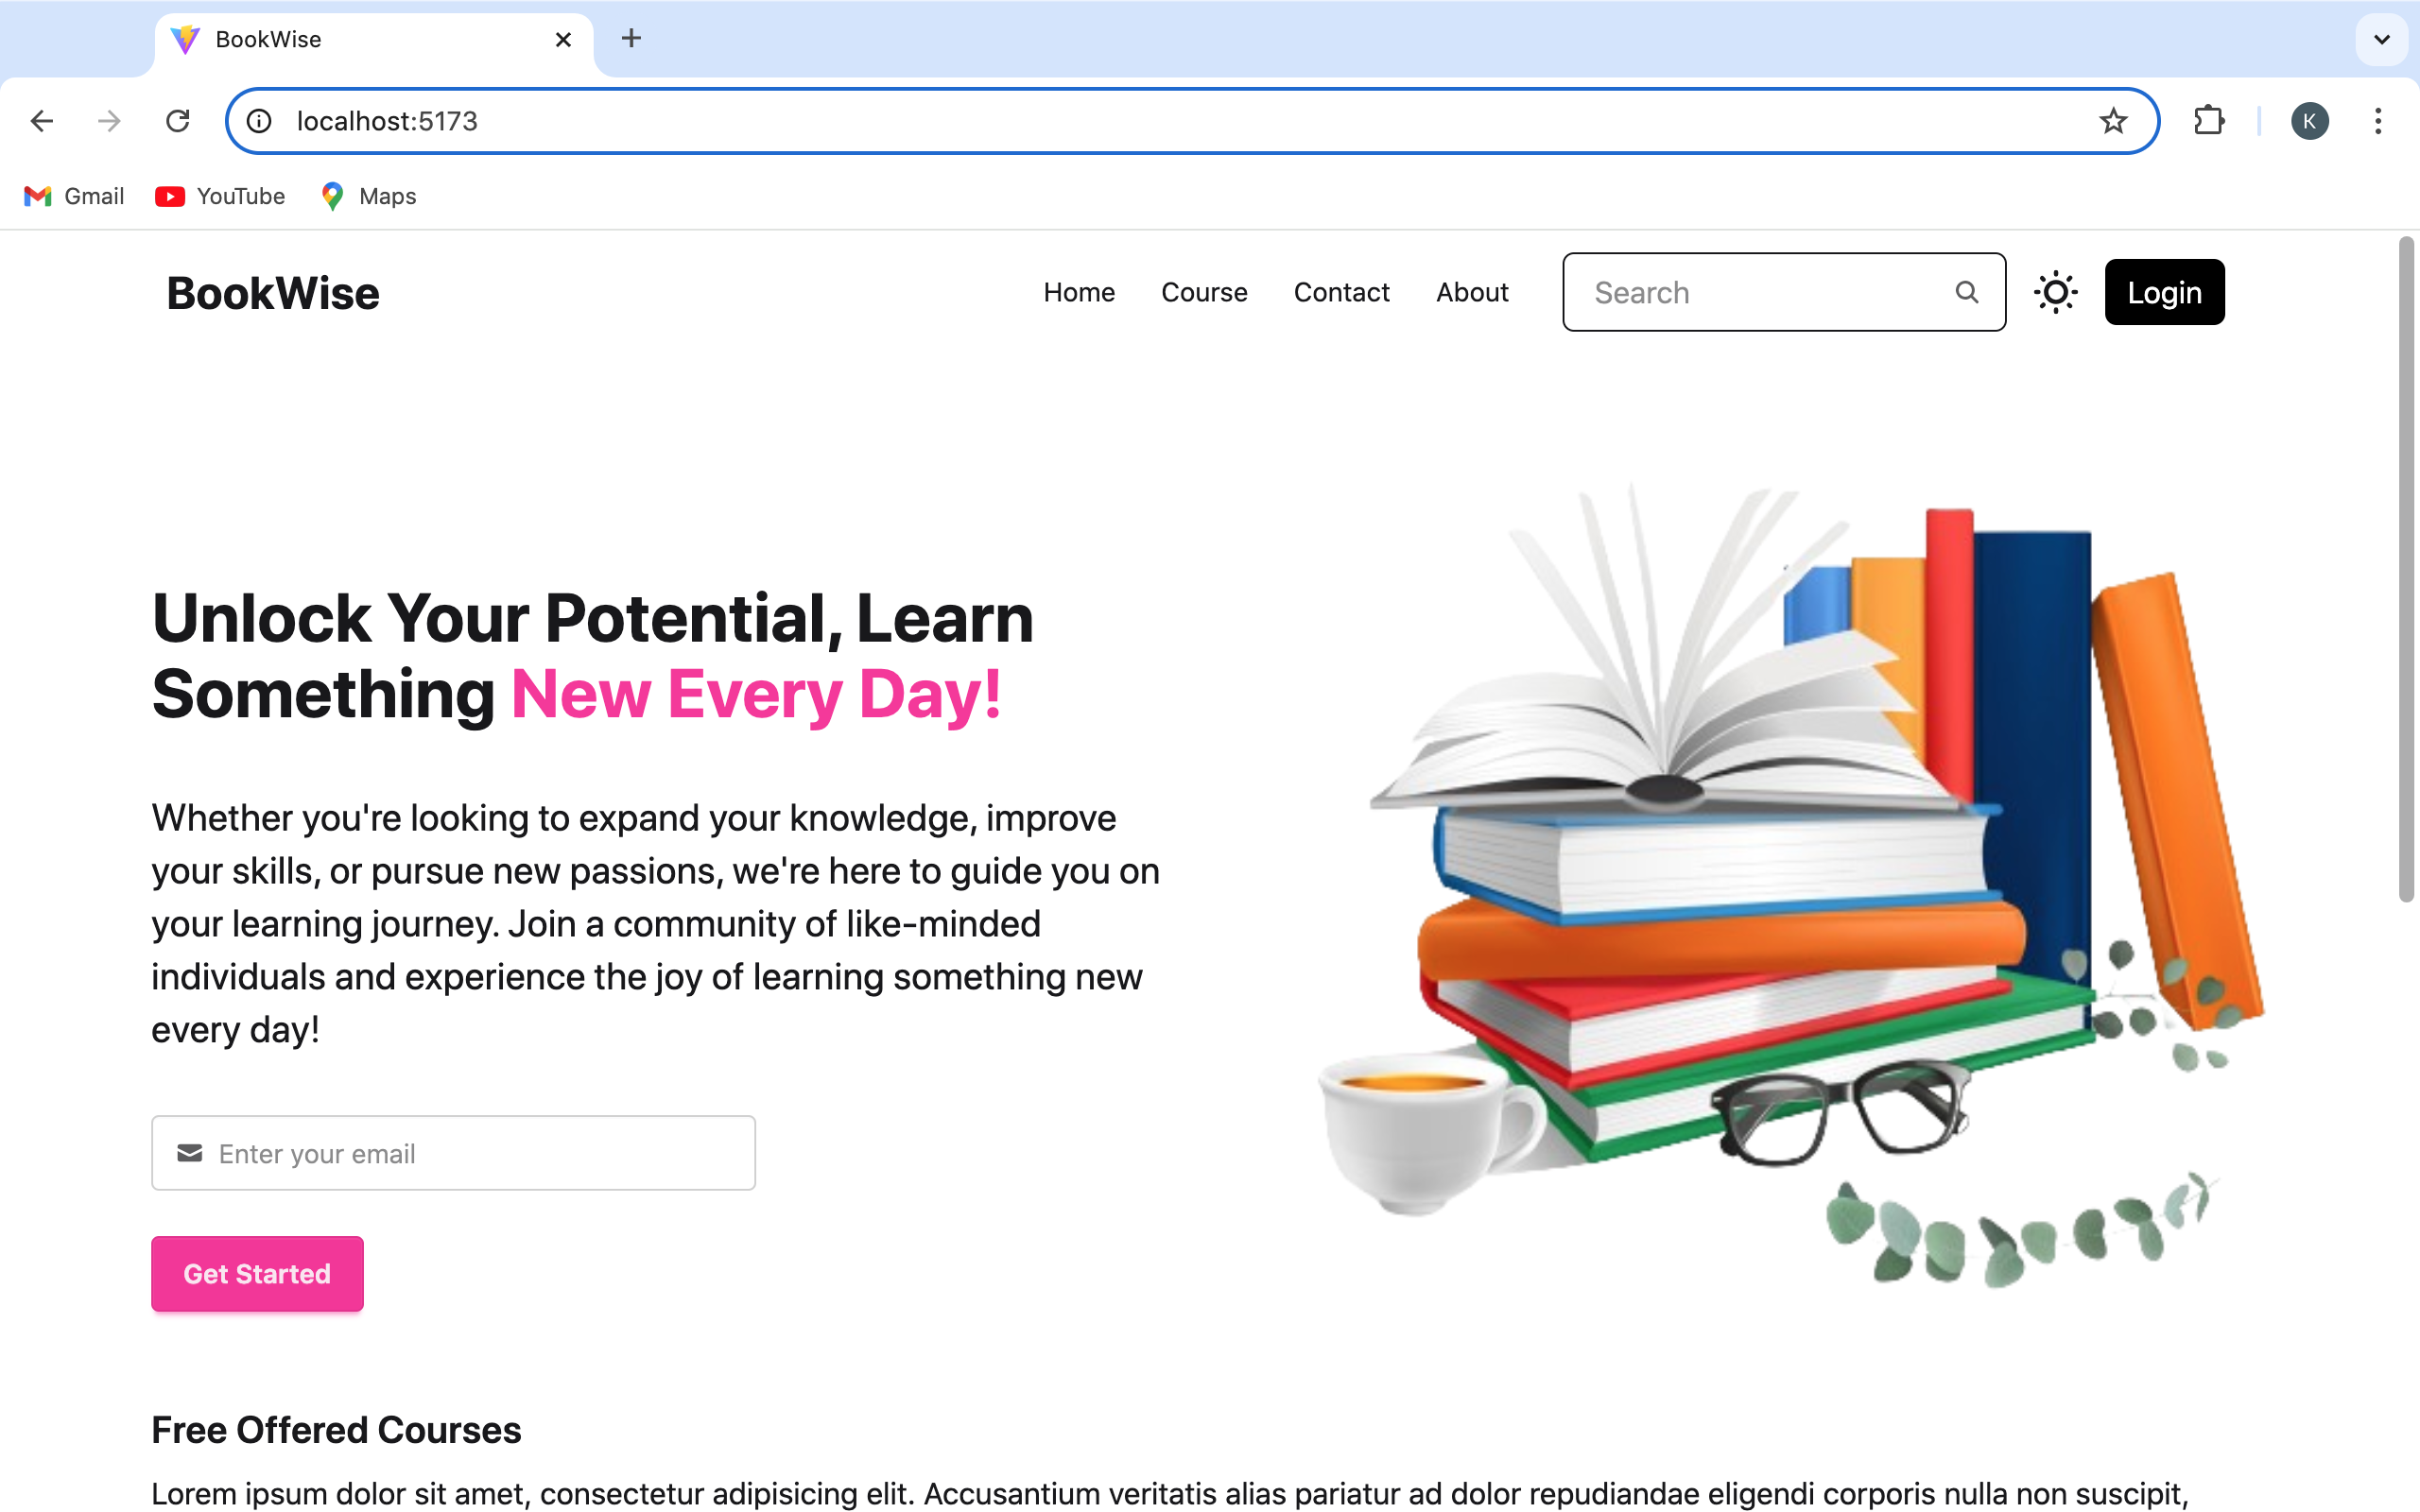 BookWise
localhost:5173
K
Gmail YouTube Maps
BookWise Home Course Contact About Search Login
Unlock Your Potential, Learn
Something New Every Day!
Whether you're looking to expand your knowledge, improve
your skills, or pursue new passions, we're here to guide you on
your learning journey. Join a community of like-minded
individuals and experience the joy of learning something new
every day!
Enter your email
Get Started
Free Offered Courses
Lorem ipsum dolor sit amet, consectetur adipisicing elit. Accusantium veritatis alias pariatur ad dolor repudiandae eligendi corporis nulla non suscipit,